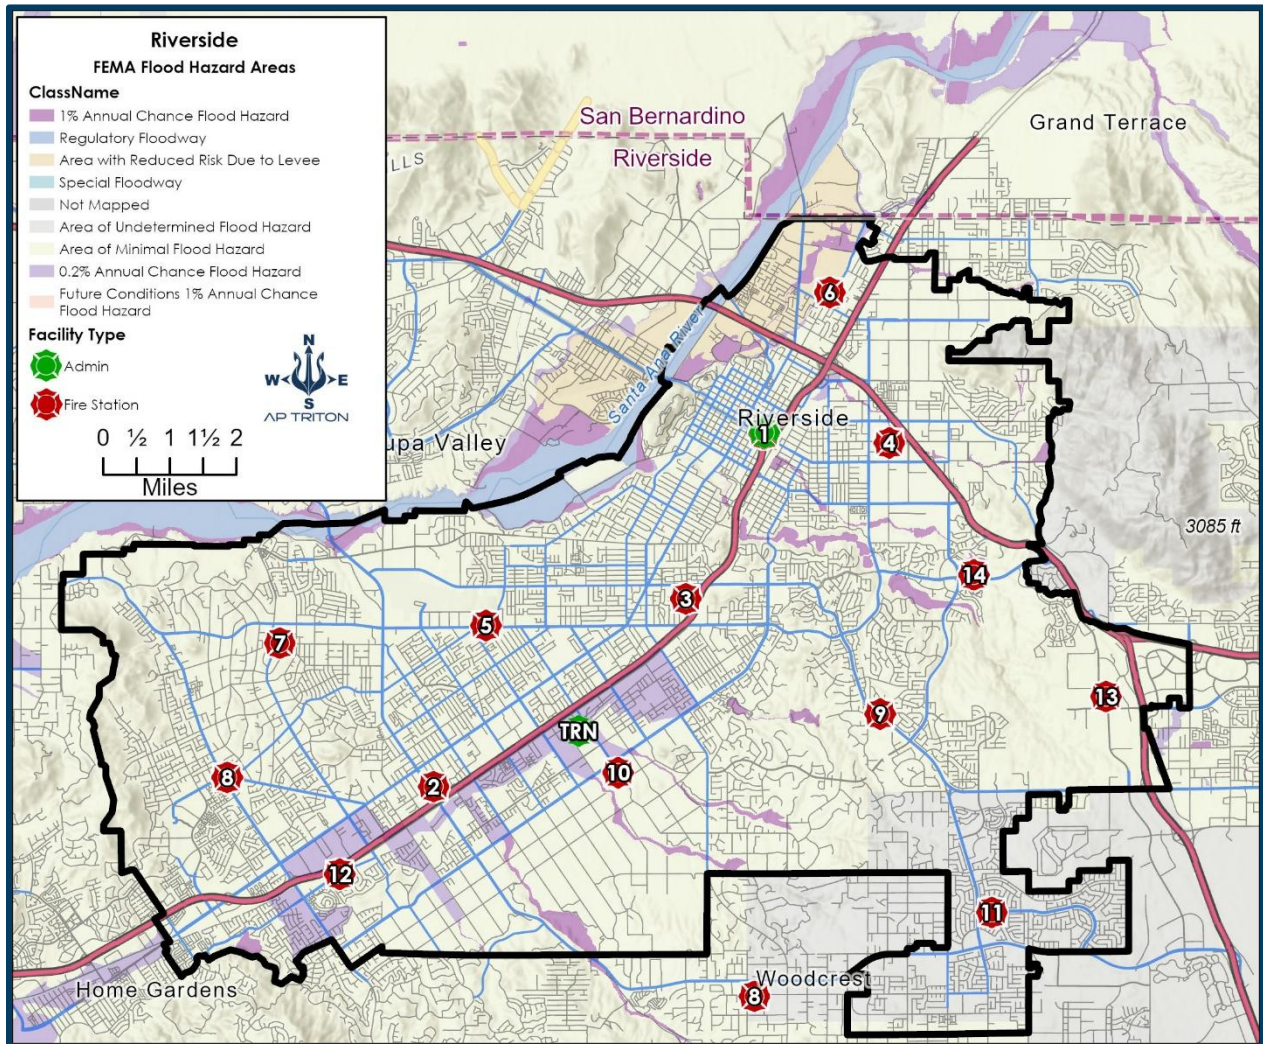 Riverside
FEMA Flood Hazard Areas
ClassName
1% Annual Chance Flood Hazard
Regulatory Floodway
Area with Reduced Risk Due to Levee
Special Floodway
Not Mapped
Area of Undetermined Flood Hazard
Area of Minimal Flood Hazard
0.2% Annual Chance Flood Hazard
Future Conditions 1% Annual Chance
Flood Hazard
Facility Type
Admin
Fire Station
N
W E
S
AP TRITON
0 ½ 1 1½ 2
Miles
San Bernardino
Riverside
Grand Terrace
LLS
6
Santa Ana River
Riverside
1
4
upa Valley
3085 ft
14
3
5
7
13
9
TRN
10
8
2
12
11
Woodcrest
8
Home Gardens